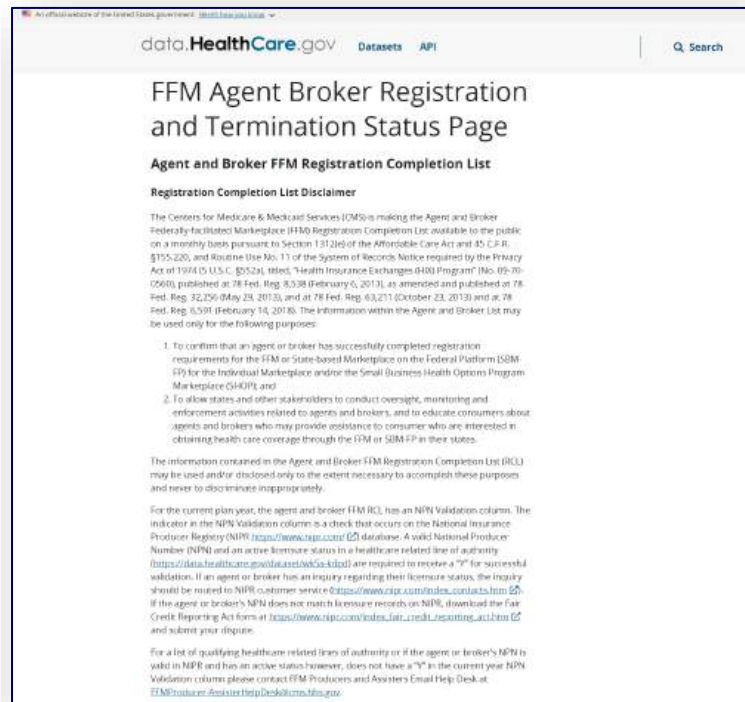 An official website of the United States government Here's how you know
data.HealthCare.gov Datasets API Search
FFM Agent Broker Registration
and Termination Status Page
Agent and Broker FFM Registration Completion List
Registration Completion List Disclaimer
The Centers for Medicare & Medicaid Services (CMS) is making the Agent and Broker
Federally-facilitated Marketplace (FFM) Registration Completion List available to the public
on a monthly basis pursuant to Section 1312(e) of the Affordable Care Act and 45 C.F.R.
§155.220, and Routine Use No. 11 of the System of Records Notice required by the Privacy
Act of 1974 (5 U.S.C. §552a), titled, "Health Insurance Exchanges (HIX) Program" (No. 09-70-
0560), published at 78 Fed. Reg. 8,538 (February 6, 2013), as amended and published at 78
Fed. Reg. 32,256 (May 29, 2013), and at 78 Fed. Reg. 63,211 (October 23, 2013) and at 78
Fed. Reg. 6,591 (February 14, 2018). The information within the Agent and Broker List may
be used only for the following purposes:
1. To confirm that an agent or broker has successfully completed registration
requirements for the FFM or State-based Marketplace on the Federal Platform (SBM-
FP) for the Individual Marketplace and/or the Small Business Health Options Program
Marketplace (SHOP); and
2. To allow states and other stakeholders to conduct oversight, monitoring and
enforcement activities related to agents and brokers, and to educate consumers about
agents and brokers who may provide assistance to consumer who are interested in
obtaining health care coverage through the FFM or SBM-FP in their states.
The information contained in the Agent and Broker FFM Registration Completion List (RCL)
may be used and/or disclosed only to the extent necessary to accomplish these purposes
and never to discriminate inappropriately.
For the current plan year, the agent and broker FFM RCL has an NPN Validation column. The
indicator in the NPN Validation column is a check that occurs on the National Insurance
Producer Registry (NIPR https://www.nipr.com/) database. A valid National Producer
Number (NPN) and an active licensure status in a healthcare related line of authority
(https://data.healthcare.gov/dataset/wk5a-kdpd) are required to receive a "Y" for successful
validation. If an agent or broker has an inquiry regarding their licensure status, the inquiry
should be routed to NIPR customer service (https://www.nipr.com/index_contacts.htm).
If the agent or broker's NPN does not match licensure records on NIPR, download the Fair
Credit Reporting Act form at https://www.nipr.com/index_fair_credit_reporting_act.htm
and submit your dispute.
For a list of qualifying healthcare related lines of authority or if the agent or broker's NPN is
valid in NIPR and has an active status however, does not have a "Y" in the current year NPN
Validation column please contact FFM Producers and Assisters Email Help Desk at
FFMProducer-AssisterHelpDesk@cms.hhs.gov.